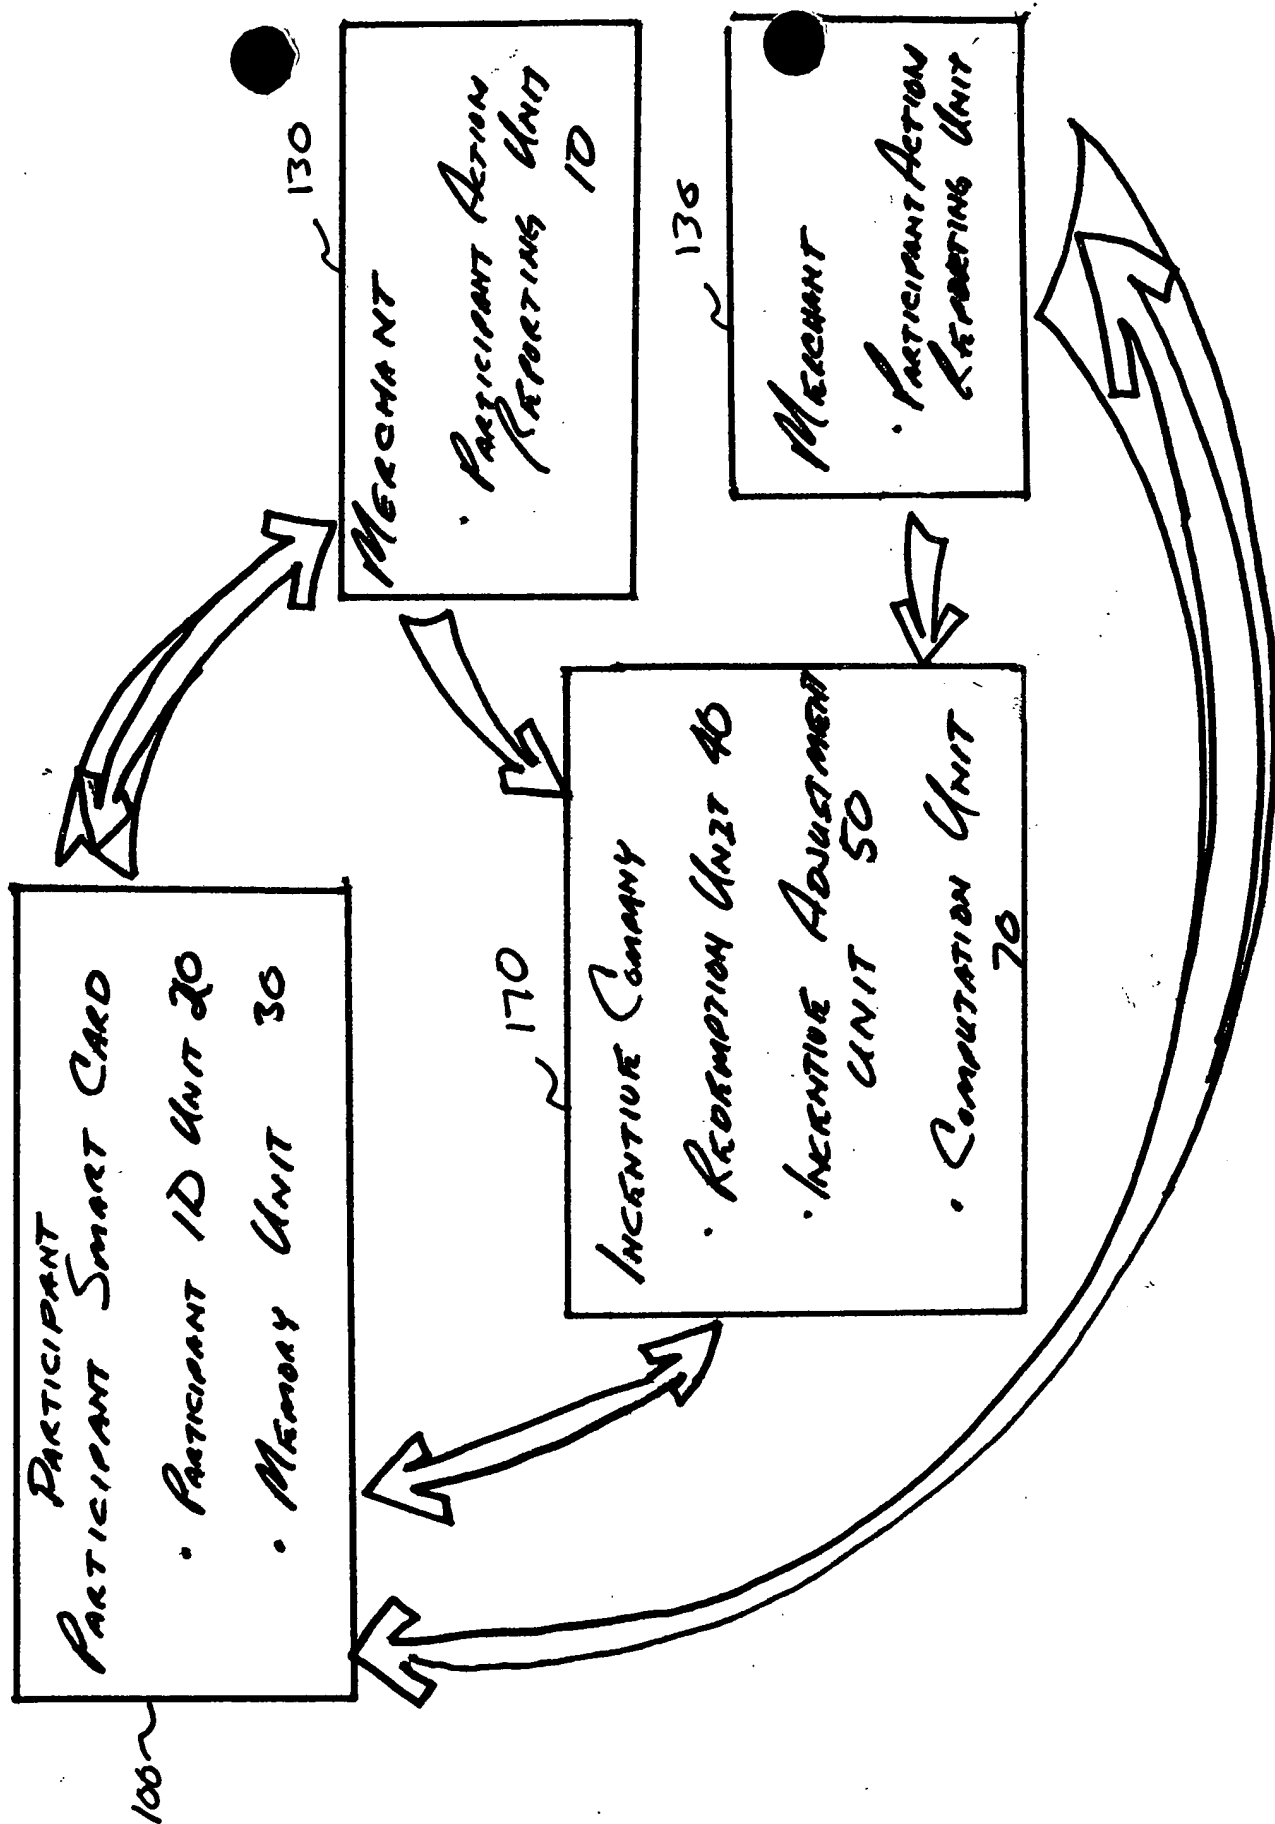 100
PARTICIPANT
PARTICIPANT SMART CARD
• PARTICIPANT ID UNIT 20
• MEMORY UNIT 30
130
MERCHANT
• PARTICIPANT ACTION
REPORTING UNIT
10
170
INCENTIVE COMPANY
• REDEMPTION UNIT 40
• INCENTIVE ADJUSTMENT
UNIT 50
• COMPUTATION UNIT
70
130
MERCHANT
• PARTICIPANT ACTION
REPORTING UNIT